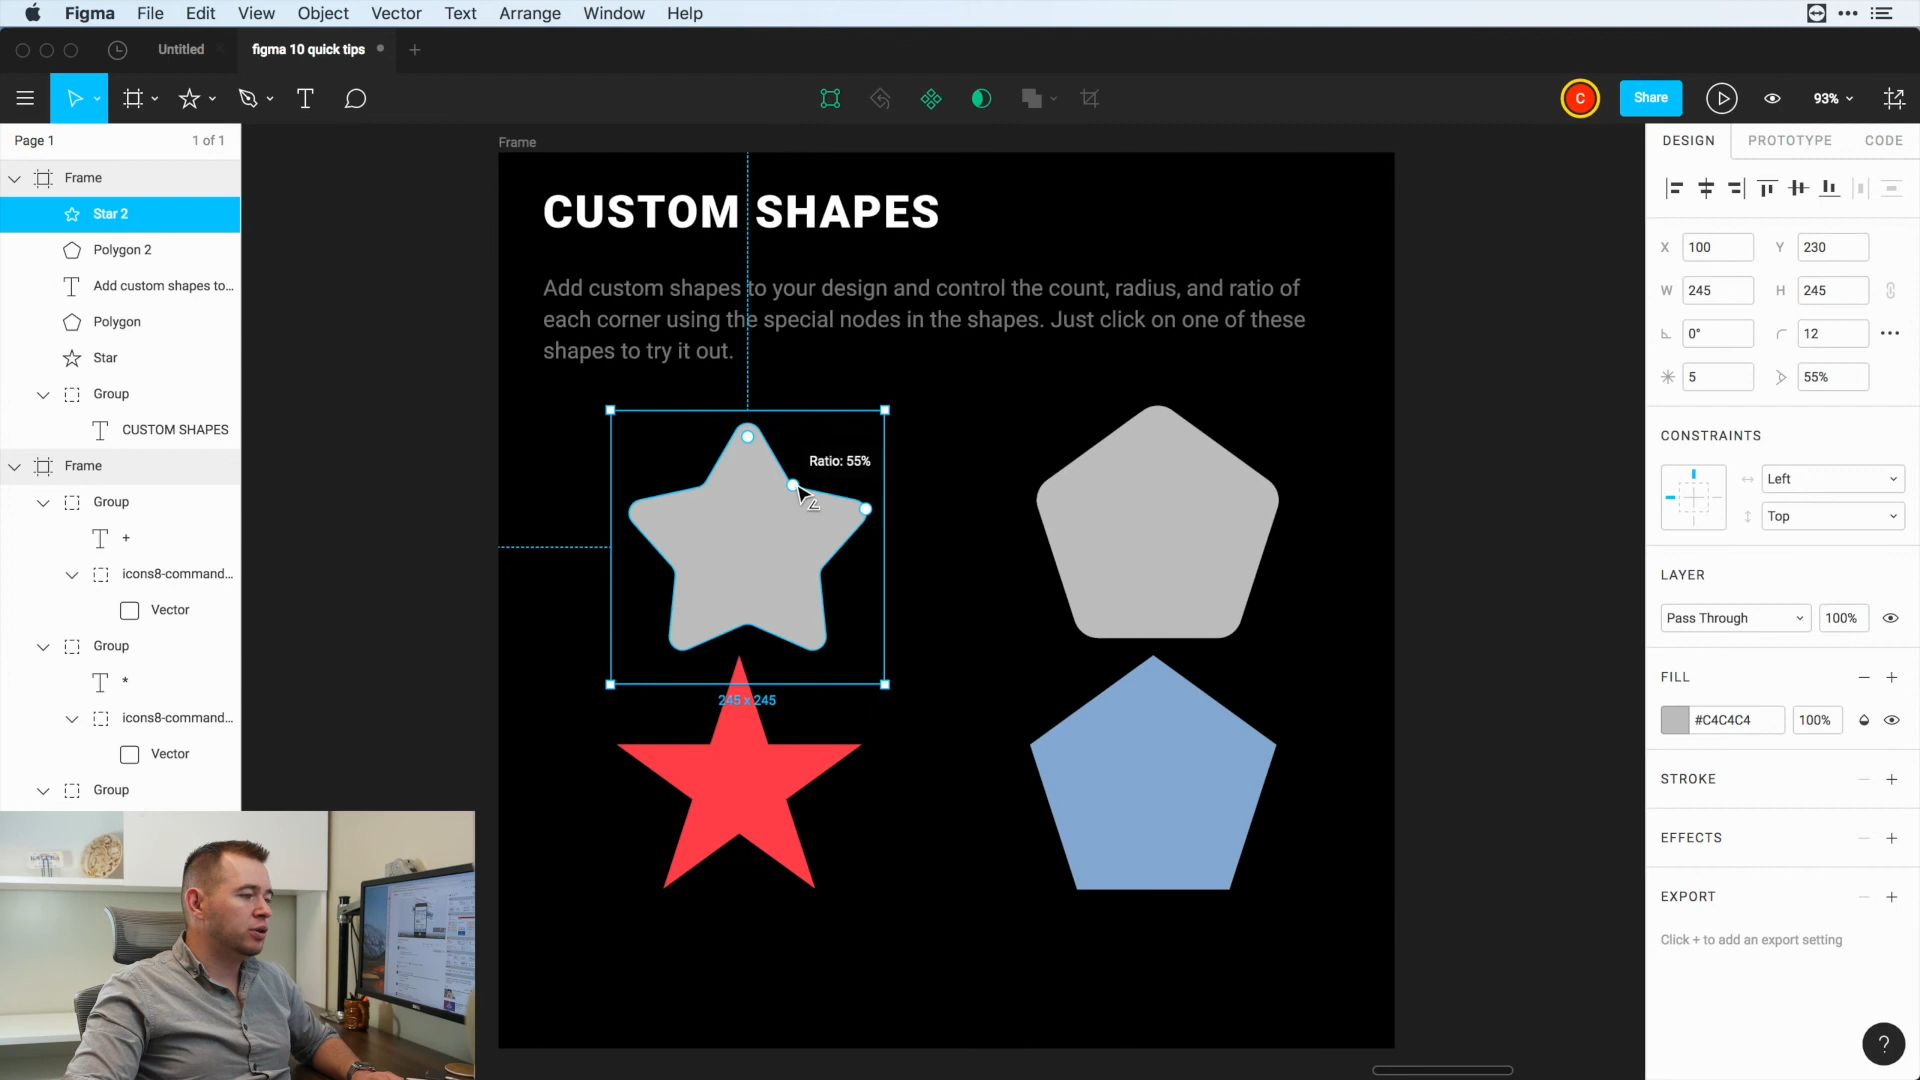 Figma File Edit View Object Vector Text Arrange Window Help
Untitled
figma 10 quick tips
C
Share
93%
Page 1
1 of 1
Frame
Star 2
Polygon 2
Add custom shapes to...
Polygon
Star
Group
CUSTOM SHAPES
Frame
Group
+
icons8-command...
Vector
Group
*
icons8-command...
Vector
Group
Frame
CUSTOM SHAPES
Add custom shapes to your design and control the count, radius, and ratio of
each corner using the special nodes in the shapes. Just click on one of these
shapes to try it out.
Ratio: 55%
245 x 245
DESIGN
PROTOTYPE
CODE
X 100 Y 230
W 245 H 245
0° 12
5 55%
CONSTRAINTS
Left
Top
LAYER
Pass Through 100%
FILL
#C4C4C4 100%
STROKE
EFFECTS
EXPORT
Click + to add an export setting
?